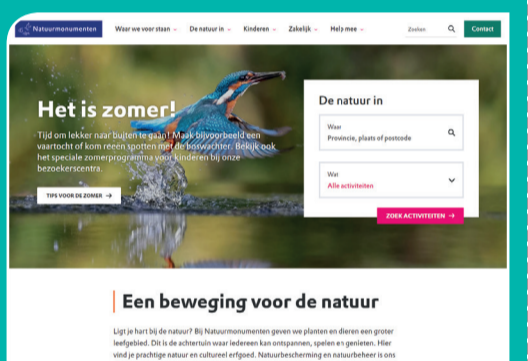 Natuurmonumenten
Waar we voor staan
De natuur in
Kinderen
Zakelijk
Help mee
Zoeken
Contact
Het is zomer!
Tijd om lekker naar buiten te gaan! Maak bijvoorbeeld een
vaartocht of kom reeën spotten met de boswachter. Bekijk ook
het speciale zomerprogramma voor kinderen bij onze
bezoekerscentra.
TIPS VOOR DE ZOMER →
De natuur in
Waar
Provincie, plaats of postcode
Wat
Alle activiteiten
ZOEK ACTIVITEITEN →
Een beweging voor de natuur
Ligt je hart bij de natuur? Bij Natuurmonumenten geven we planten en dieren een groter
leefgebied. Dit is de achtertuin waar iedereen kan ontspannen, spelen en genieten. Hier
vind je prachtige natuur en cultureel erfgoed. Natuurbescherming en natuurbeheer is ons